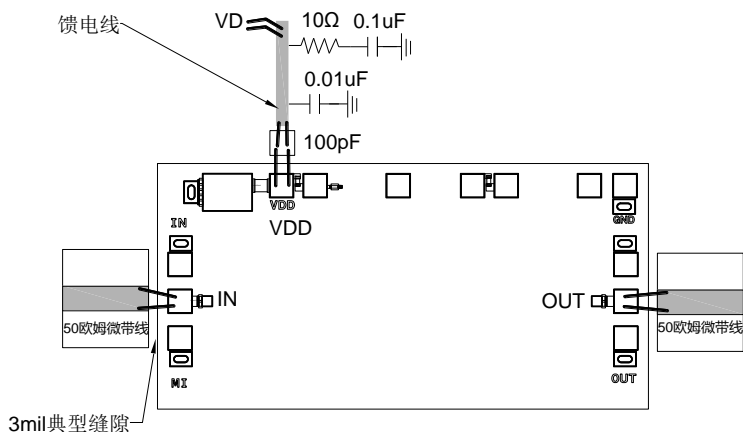 馈电线
VD
10Ω
0.1uF
0.01uF
100pF
VDD
VDD
IN
GND
IN
OUT
50欧姆微带线
50欧姆微带线
MI
OUT
3mil典型缝隙